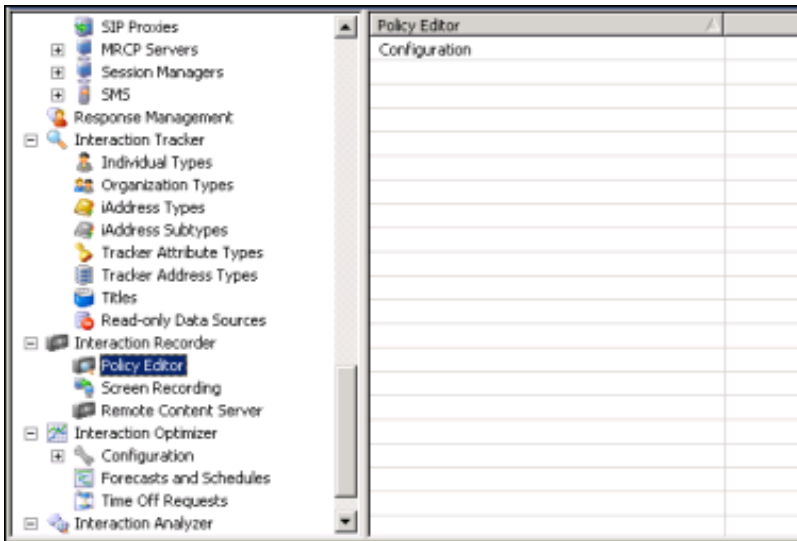 SIP Proxies
MRCP Servers
Session Managers
SMS
Response Management
Interaction Tracker
Individual Types
Organization Types
iAddress Types
iAddress Subtypes
Tracker Attribute Types
Tracker Address Types
Titles
Read-only Data Sources
Interaction Recorder
Policy Editor
Screen Recording
Remote Content Server
Interaction Optimizer
Configuration
Forecasts and Schedules
Time Off Requests
Interaction Analyzer
Policy Editor
Configuration